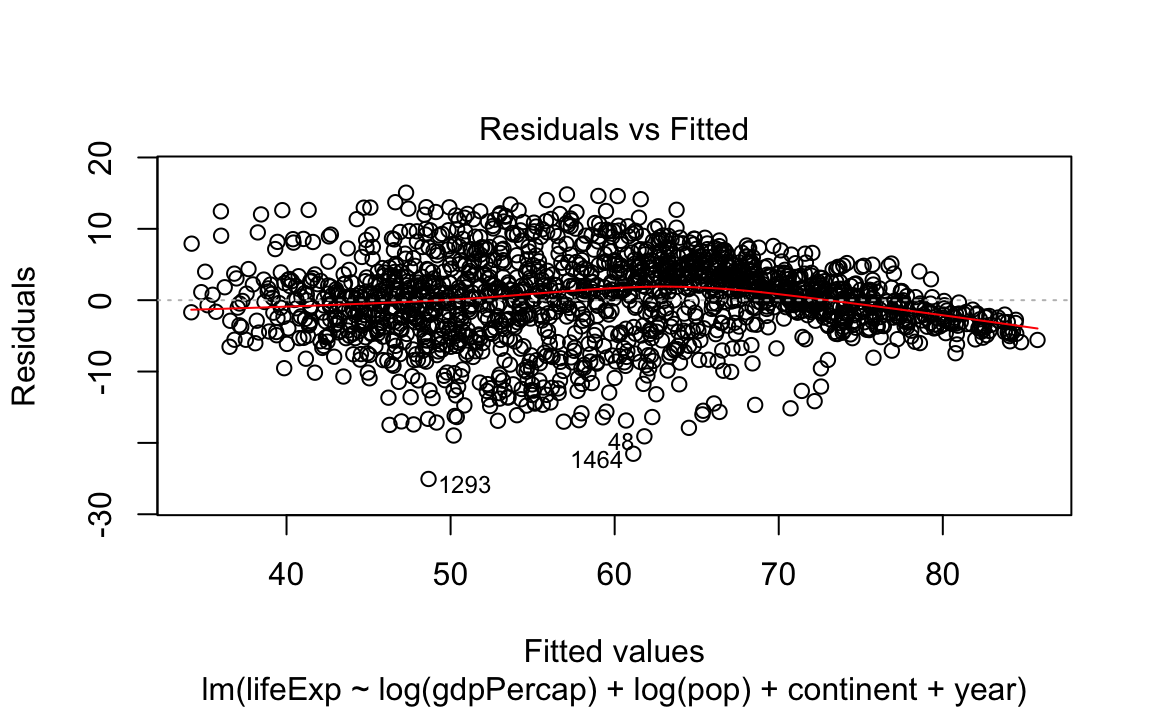 Residuals vs Fitted
20
10
0
-10
-30
Residuals
48
1464
1293
40 50 60 70 80
Fitted values
lm(lifeExp ~ log(gdpPercap) + log(pop) + continent + year)